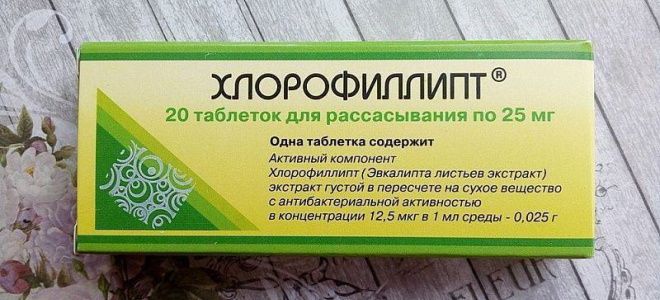 ХЛОРОФИЛЛИПТ®
20 таблеток для рассасывания по 25 мг
Одна таблетка содержит
Активный компонент
Хлорофиллипт (Эвкалипта листьев экстракт)
экстракт густой в пересчете на сухое вещество
с антибактериальной активностью
в концентрации 12,5 мкг в 1 мл среды - 0,025 г
FLEUR